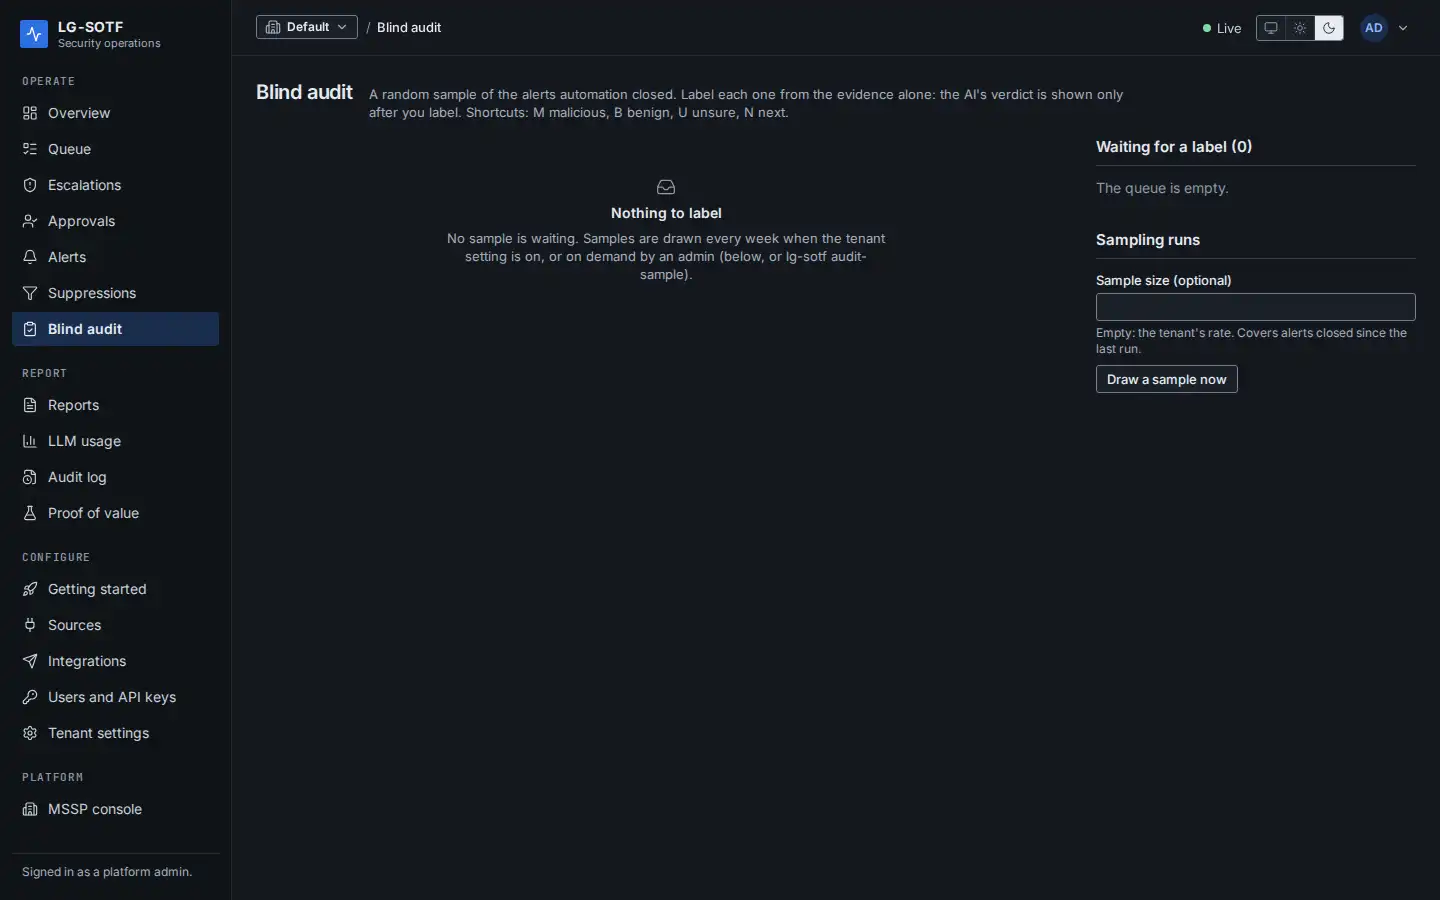 LG-SOTF
Security operations
OPERATE
Overview
Queue
Escalations
Approvals
Alerts
Suppressions
Blind audit
REPORT
Reports
LLM usage
Audit log
Proof of value
CONFIGURE
Getting started
Sources
Integrations
Users and API keys
Tenant settings
PLATFORM
MSSP console
Signed in as a platform admin.
Default / Blind audit
Live
AD
Blind audit
A random sample of the alerts automation closed. Label each one from the evidence alone: the AI's verdict is shown only
after you label. Shortcuts: M malicious, B benign, U unsure, N next.
Nothing to label
No sample is waiting. Samples are drawn every week when the tenant
setting is on, or on demand by an admin (below, or lg-sotf audit-
sample).
Waiting for a label (0)
The queue is empty.
Sampling runs
Sample size (optional)
Empty: the tenant's rate. Covers alerts closed since the
last run.
Draw a sample now